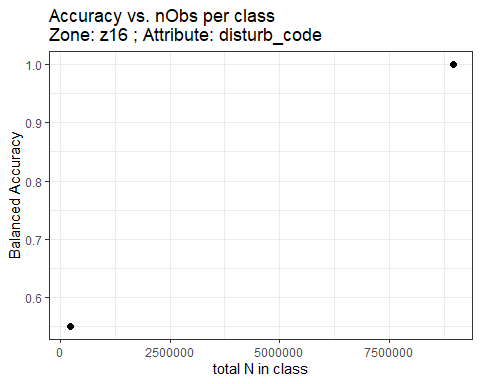 Accuracy vs. nObs per class
Zone: z16 ; Attribute: disturb_code
1.0
0.9
0.8
0.7
0.6
Balanced Accuracy
0
2500000
5000000
7500000
total N in class